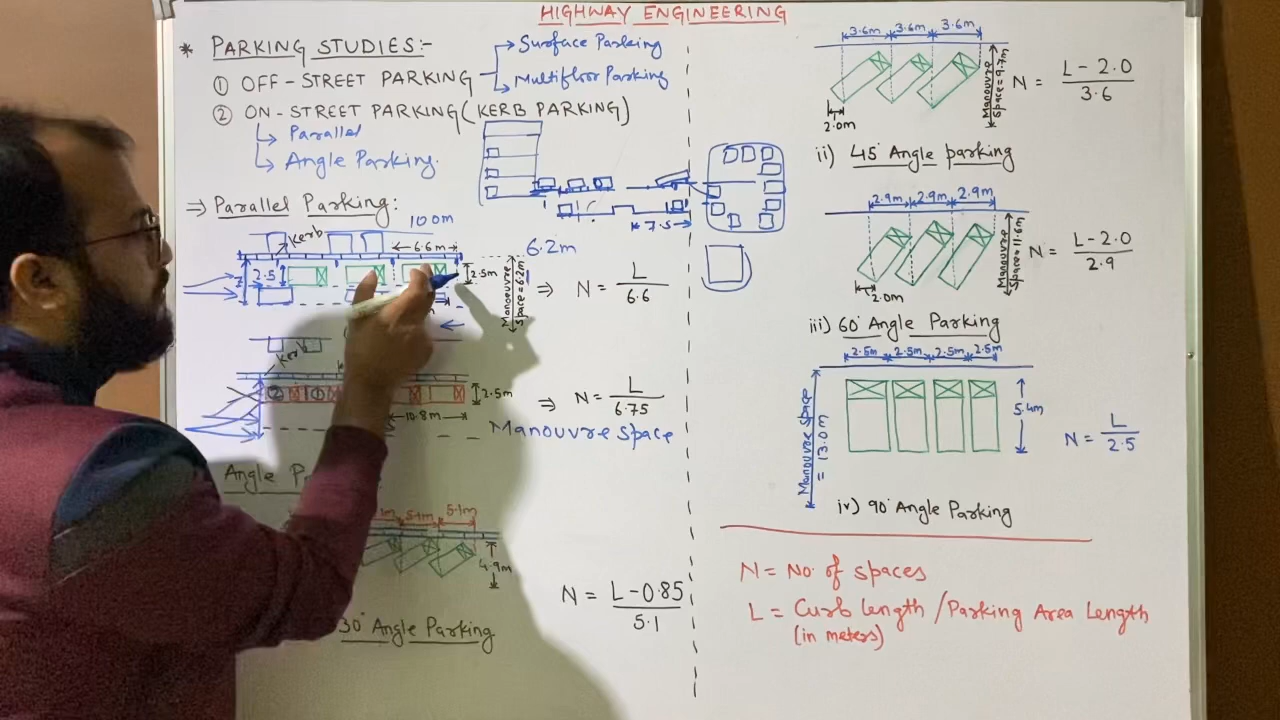 HIGHWAY ENGINEERING
* PARKING STUDIES:-
① OFF-STREET PARKING
Surface Parking
Multifloor Parking
② ON-STREET PARKING (KERB PARKING)
Parallel
Angle Parking.
⇒ Parallel Parking:
100m
Kerb
6.6m
6.2m
2.5
2.5m
Manoeuvre Space = 6.2m
⇒ N = L / 6.6
7.5
Kerb
② ①
2.5m
10.8m
⇒ N = L / 6.75
Manouvre Space
Angle
5.1m 5.1m
4.9m
N = L-0.85 / 5.1
30° Angle Parking
3.6m 3.6m 3.6m
Manouvre Space = 9.7m
N = L-2.0 / 3.6
2.0m
ii) 45° Angle parking
2.9m 2.9m 2.9m
Manouvre Space = 11.6m
N = L-2.0 / 2.9
2.0m
iii) 60° Angle Parking
2.5m 2.5m 2.5m 2.5m
Manouvre Space = 13.0m
5.4m
N = L / 2.5
iv) 90° Angle Parking
N = No. of spaces
L = Curb length / Parking Area Length
(in meters)